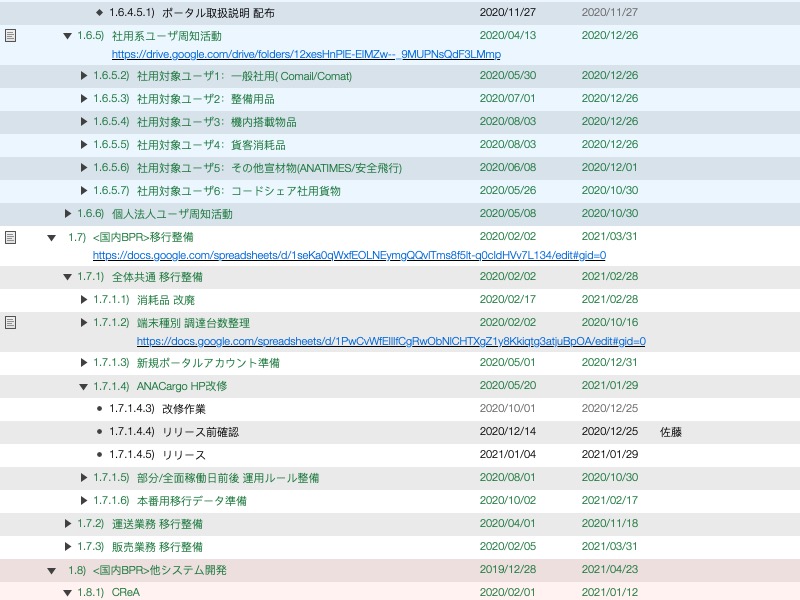 1.6.4.5.1) ポータル取扱説明 配布 2020/11/27 2020/11/27
1.6.5) 社用系ユーザ周知活動 2020/04/13 2020/12/26
https://drive.google.com/drive/folders/12xesHnPlE-ElMZw--_9MUPNsQdF3LMmp
1.6.5.2) 社用対象ユーザ1：一般社用( Comail/Comat) 2020/05/30 2020/12/26
1.6.5.3) 社用対象ユーザ2：整備用品 2020/07/01 2020/12/26
1.6.5.4) 社用対象ユーザ3：機内搭載物品 2020/08/03 2020/12/26
1.6.5.5) 社用対象ユーザ4：貨客消耗品 2020/08/03 2020/12/26
1.6.5.6) 社用対象ユーザ5：その他宣材物(ANATIMES/安全飛行) 2020/06/08 2020/12/01
1.6.5.7) 社用対象ユーザ6：コードシェア社用貨物 2020/05/26 2020/10/30
1.6.6) 個人法人ユーザ周知活動 2020/05/08 2020/10/30
1.7) <国内BPR>移行整備 2020/02/02 2021/03/31
https://docs.google.com/spreadsheets/d/1seKa0qWxfEOLNEymgQQvlTms8f5lt-q0cldHVv7L134/edit#gid=0
1.7.1) 全体共通 移行整備 2020/02/02 2021/02/28
1.7.1.1) 消耗品 改廃 2020/02/17 2021/02/28
1.7.1.2) 端末種別 調達台数整理 2020/02/02 2020/10/16
https://docs.google.com/spreadsheets/d/1PwCvWfEIlIfCgRwObNlCHTXgZ1y8Kkiqtg3atjuBpOA/edit#gid=0
1.7.1.3) 新規ポータルアカウント準備 2020/05/01 2020/12/31
1.7.1.4) ANACargo HP改修 2020/05/20 2021/01/29
1.7.1.4.3) 改修作業 2020/10/01 2020/12/25
1.7.1.4.4) リリース前確認 2020/12/14 2020/12/25 佐藤
1.7.1.4.5) リリース 2021/01/04 2021/01/29
1.7.1.5) 部分/全面稼働日前後 運用ルール整備 2020/08/01 2020/10/30
1.7.1.6) 本番用移行データ準備 2020/10/02 2021/02/17
1.7.2) 運送業務 移行整備 2020/04/01 2020/11/18
1.7.3) 販売業務 移行整備 2020/02/05 2021/03/31
1.8) <国内BPR>他システム開発 2019/12/28 2021/04/23
1.8.1) CReA 2020/02/01 2021/01/12